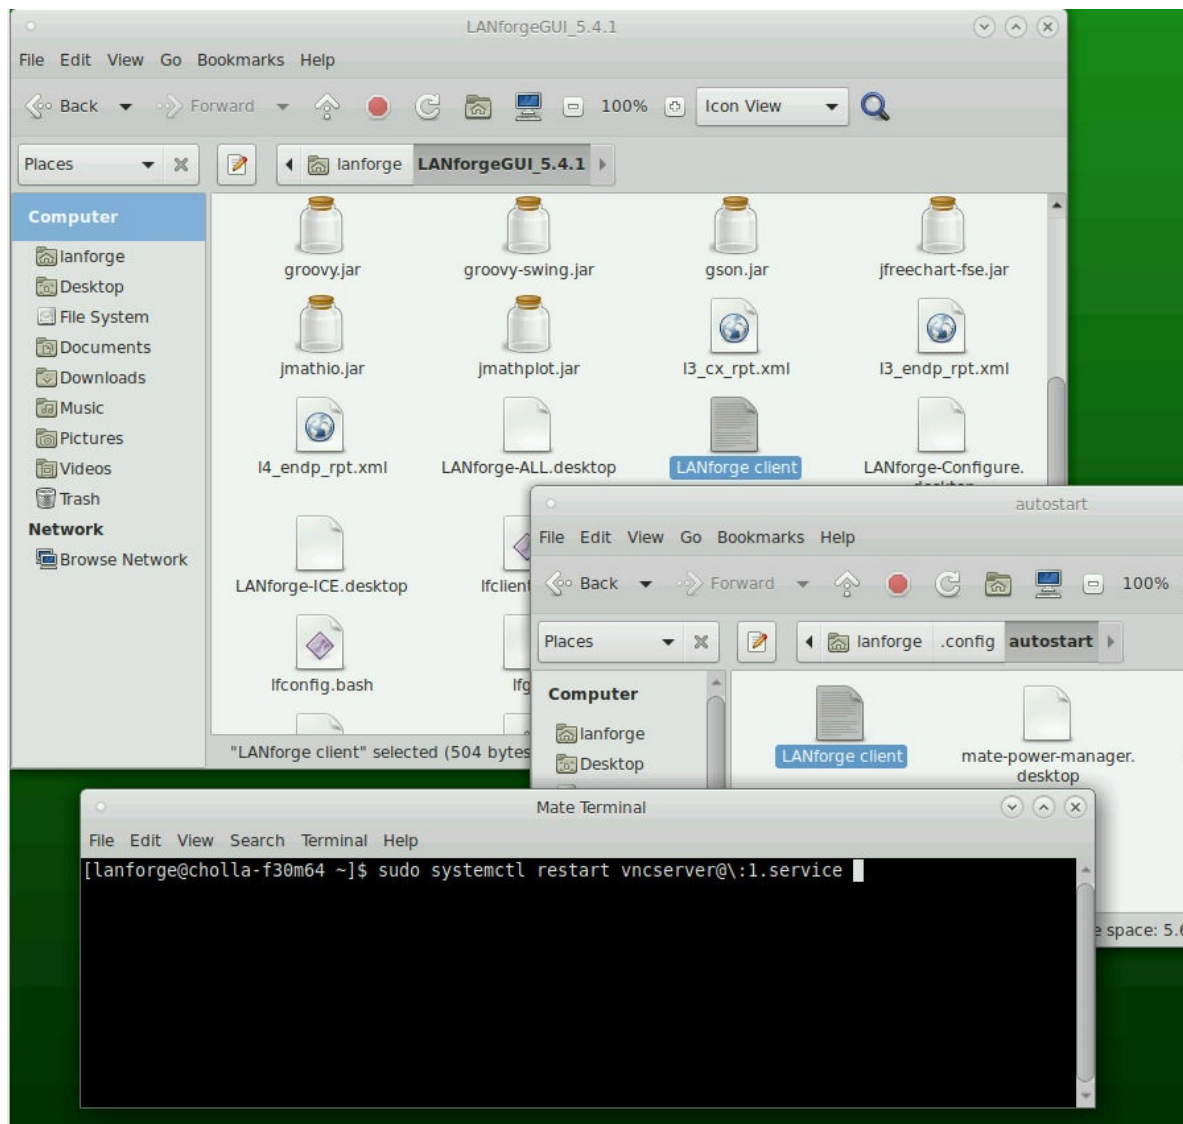 LANforgeGUI_5.4.1
File Edit View Go Bookmarks Help
Back Forward 100% Icon View
Places lanforge LANforgeGUI_5.4.1
Computer
lanforge
Desktop
File System
Documents
Downloads
Music
Pictures
Videos
Trash
Network
Browse Network
groovy.jar groovy-swing.jar gson.jar jfreechart-fse.jar
jmathio.jar jmathplot.jar l3_cx_rpt.xml l3_endp_rpt.xml
l4_endp_rpt.xml LANforge-ALL.desktop LANforge client LANforge-Configure.
LANforge-ICE.desktop lfclient
lfconfig.bash lfg
"LANforge client" selected (504 bytes
autostart
File Edit View Go Bookmarks Help
Back Forward 100%
Places lanforge .config autostart
Computer
lanforge
Desktop
LANforge client mate-power-manager.
desktop
e space: 5.6
Mate Terminal
File Edit View Search Terminal Help
[lanforge@cholla-f30m64 ~]$ sudo systemctl restart vncserver@\:1.service